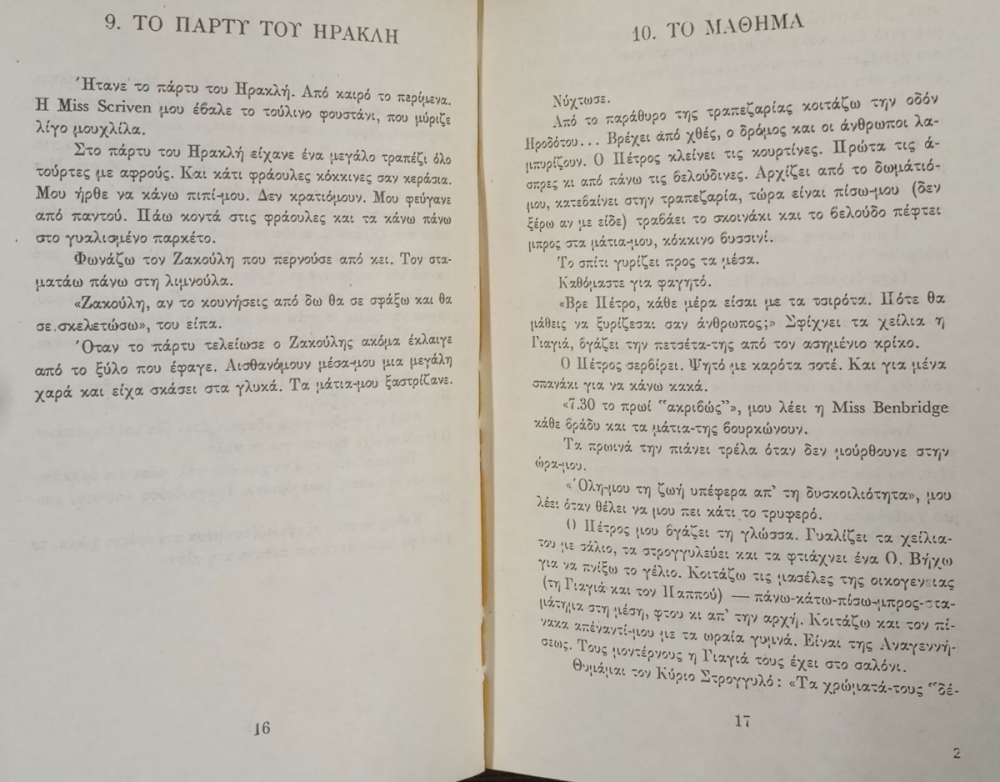 9. ΤΟ ΠΑΡΤΥ ΤΟΥ ΗΡΑΚΛΗ
Ήτανε το πάρτυ του Ηρακλή. Από καιρό το περίμενα.
Η Miss Scriven μου έβαλε το τούλινο φουστάνι, που μύριζε
λίγο μουχλίλα.
Στο πάρτυ του Ηρακλή είχανε ένα μεγάλο τραπέζι όλο
τούρτες με αφρούς. Και κάτι φράουλες κόκκινες σαν κεράσια.
Μου ήρθε να κάνω πιπί-μου. Δεν κρατιόμουν. Μου φεύγανε
από παντού. Πάω κοντά στις φράουλες και τα κάνω πάνω
στο γυαλισμένο παρκέτο.
Φωνάζω τον Ζακούλη που περνούσε από κει. Τον στα-
ματάω πάνω στη λιμνούλα.
«Ζακούλη, αν το κουνήσεις από δω θα σε σφάξω και θα
σε σκελετώσω», του είπα.
Όταν το πάρτυ τελείωσε ο Ζακούλης ακόμα έκλαιγε
από το ξύλο που έφαγε. Αισθανόμουν μέσα-μου μια μεγάλη
χαρά και είχα σκάσει στα γλυκά. Τα μάτια-μου ξαστρίζανε.
16
10. ΤΟ ΜΑΘΗΜΑ
Νύχτωσε.
Από το παράθυρο της τραπεζαρίας κοιτάζω την οδόν
Ηροδότου... Βρέχει από χθές, ο δρόμος και οι άνθρωποι λα-
μπυρίζουν. Ο Πέτρος κλείνει τις κουρτίνες. Πρώτα τις ά-
σπρες κι από πάνω τις βελούδινες. Αρχίζει από το δωμάτιό-
μου, κατεβαίνει στην τραπεζαρία, τώρα είναι πίσω-μου (δεν
ξέρω αν με είδε) τραβάει το σκοινάκι και το βελούδο πέφτει
μπρος στα μάτια-μου, κόκκινο βυσσινί.
Το σπίτι γυρίζει προς τα μέσα.
Καθόμαστε για φαγητό.
«Βρε Πέτρο, κάθε μέρα είσαι με τα τσιρότα. Πότε θα
μάθεις να ξυρίζεσαι σαν άνθρωπος;» Σφίχνει τα χείλια η
Γιαγιά, βγάζει την πετσέτα-της από τον ασημένιο κρίκο.
Ο Πέτρος σερβίρει. Ψητό με καρότα σοτέ. Και για μένα
σπανάκι για να κάνω κακά.
«7.30 το πρωί "ακριβώς"», μου λέει η Miss Benbridge
κάθε βράδυ και τα μάτια-της βουρκώνουν.
Τα πρωινά την πιάνει τρέλα όταν δεν μούρθουνε στην
ώρα-μου.
«Όλη-μου τη ζωή υπέφερα απ' τη δυσκοιλιότητα», μου
λέει όταν θέλει να μου πει κάτι το τρυφερό.
Ο Πέτρος μου βγάζει τη γλώσσα. Γυαλίζει τα χείλια-
του με σάλιο, τα στρογγυλεύει και τα φτιάχνει ένα Ο. Βήχω
για να πνίξω το γέλιο. Κοιτάζω τις μασέλες της οικογενείας
(τη Γιαγιά και τον Παππού) — πάνω-κάτω-πίσω-μπρος-στα-
μάτημα στη μέση, φτου κι απ' την αρχή. Κοιτάζω και τον πί-
νακα απέναντί-μου με τα ωραία γυμνά. Είναι της Αναγεννή-
σεως. Τους μοντέρνους η Γιαγιά τους έχει στο σαλόνι.
Θυμάμαι τον Κύριο Στρογγυλό: «Τα χρώματά-τους "δέ-
17
2